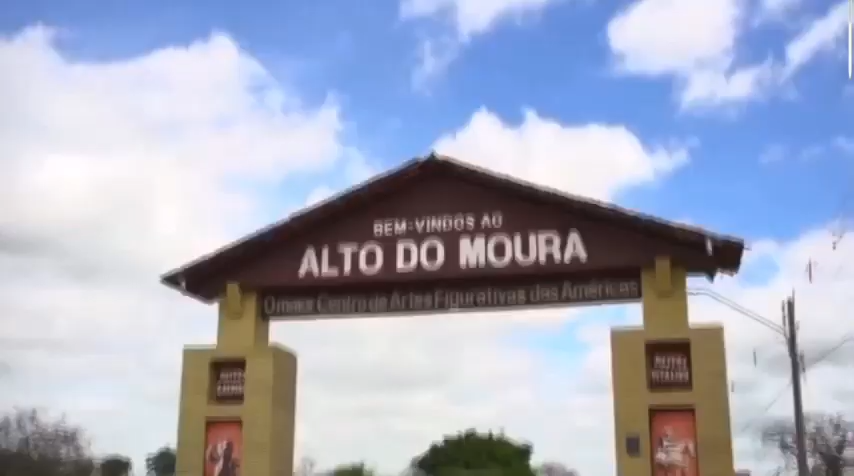 BEM-VINDOS AO
ALTO DO MOURA
O maior Centro de Artes Figurativas das Américas